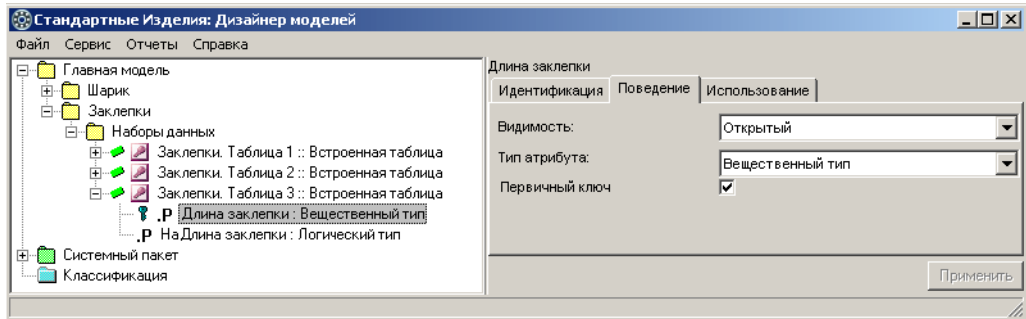 Стандартные Изделия: Дизайнер моделей
Файл Сервис Отчеты Справка
Главная модель
Шарик
Заклепки
Наборы данных
Заклепки. Таблица 1 :: Встроенная таблица
Заклепки. Таблица 2 :: Встроенная таблица
Заклепки. Таблица 3 :: Встроенная таблица
.P Длина заклепки : Вещественный тип
.P НаДлина заклепки : Логический тип
Системный пакет
Классификация
Длина заклепки
Идентификация Поведение Использование
Видимость: Открытый
Тип атрибута: Вещественный тип
Первичный ключ
Применить